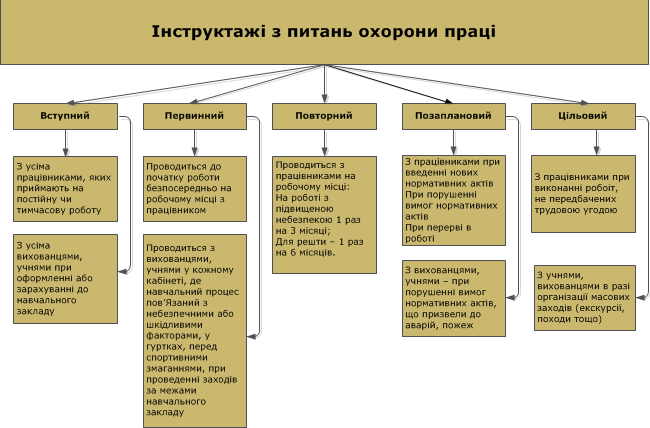 Інструктажі з питань охорони праці
Вступний
Первинний
Повторний
Позаплановий
Цільовий
З усіма
працівниками, яких
приймають на
постійну чи
тимчасову роботу
Проводиться до
початку роботи
безпосередньо на
робочому місці з
працівником
Проводиться з
працівниками на
робочому місці:
На роботі з
підвищеною
небезпекою 1 раз
на 3 місяці;
Для решти – 1 раз
на 6 місяців.
З працівниками при
введенні нових
нормативних актів
При порушенні
вимог нормативних
актів
При перерві в
роботі
З працівниками при
виконанні робоіт,
не передбачених
трудовою угодою
З усіма
вихованцями,
учнями при
оформленні або
зарахуванні до
навчального
закладу
Проводиться з
вихованцями,
учнями у кожному
кабінеті, де
навчальний процес
пов'Язаний з
небезпечними або
шкідливими
факторами, у
гуртках, перед
спортивними
змаганнями, при
проведенні заходів
за межами
навчального
закладу
З вихованцями,
учнями – при
порушенні вимог
нормативних актів,
що призвели до
аварій, пожеж
З учнями,
вихованцями в разі
організації масових
заходів (екскурсії,
походи тощо)